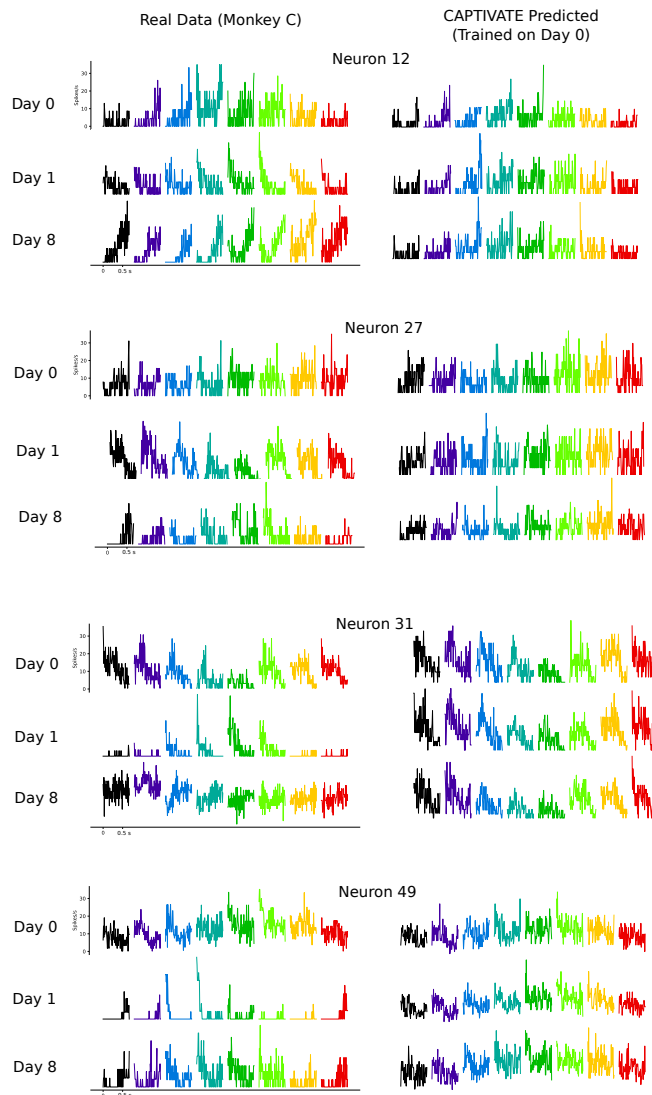 Real Data (Monkey C)
CAPTIVATE Predicted
(Trained on Day 0)
Neuron 12
Day 0
Spikes/s
30
20
10
0
Day 1
Day 8
0 0.5 s
Neuron 27
Day 0
Spikes/s
30
20
10
0
Day 1
Day 8
0 0.5 s
Neuron 31
Day 0
Spikes/s
30
20
10
0
Day 1
Day 8
0 0.5 s
Neuron 49
Day 0
Spikes/s
30
20
10
0
Day 1
Day 8
0 0.5 s